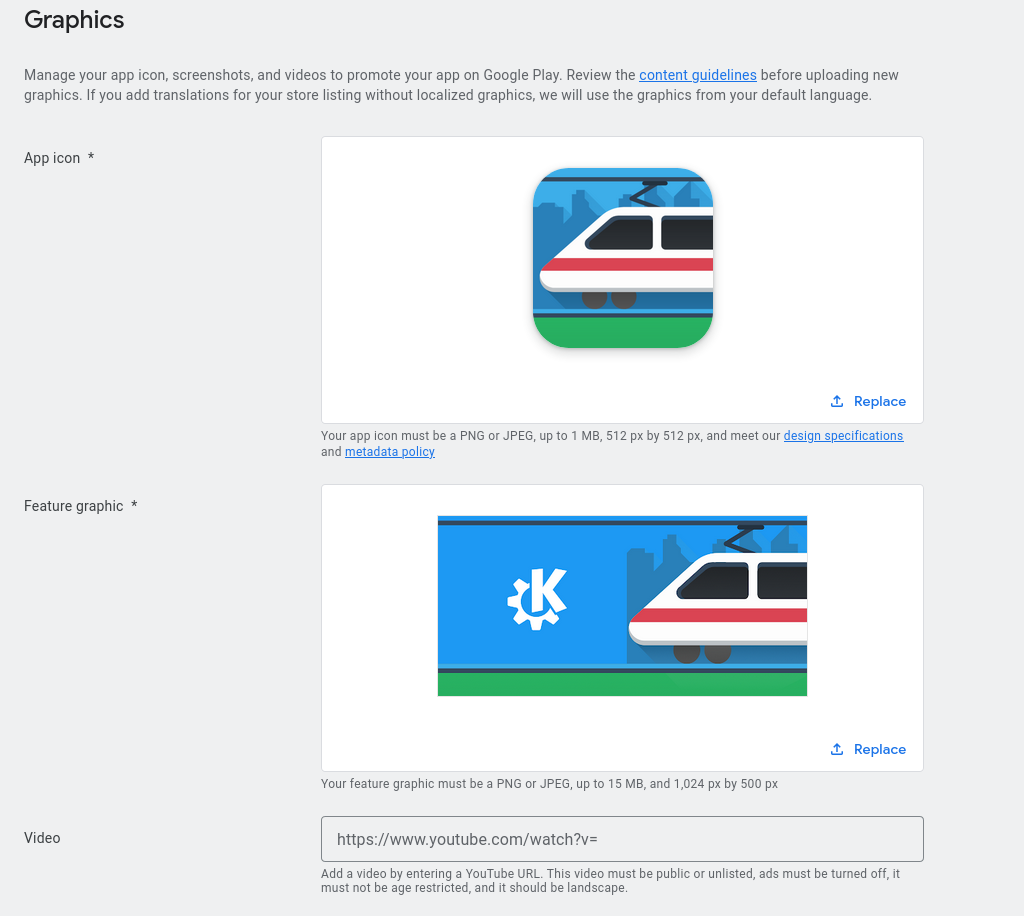 Graphics
Manage your app icon, screenshots, and videos to promote your app on Google Play. Review the content guidelines before uploading new
graphics. If you add translations for your store listing without localized graphics, we will use the graphics from your default language.
App icon *
Replace
Your app icon must be a PNG or JPEG, up to 1 MB, 512 px by 512 px, and meet our design specifications
and metadata policy
Feature graphic *
K
Replace
Your feature graphic must be a PNG or JPEG, up to 15 MB, and 1,024 px by 500 px
Video
https://www.youtube.com/watch?v=
Add a video by entering a YouTube URL. This video must be public or unlisted, ads must be turned off, it
must not be age restricted, and it should be landscape.